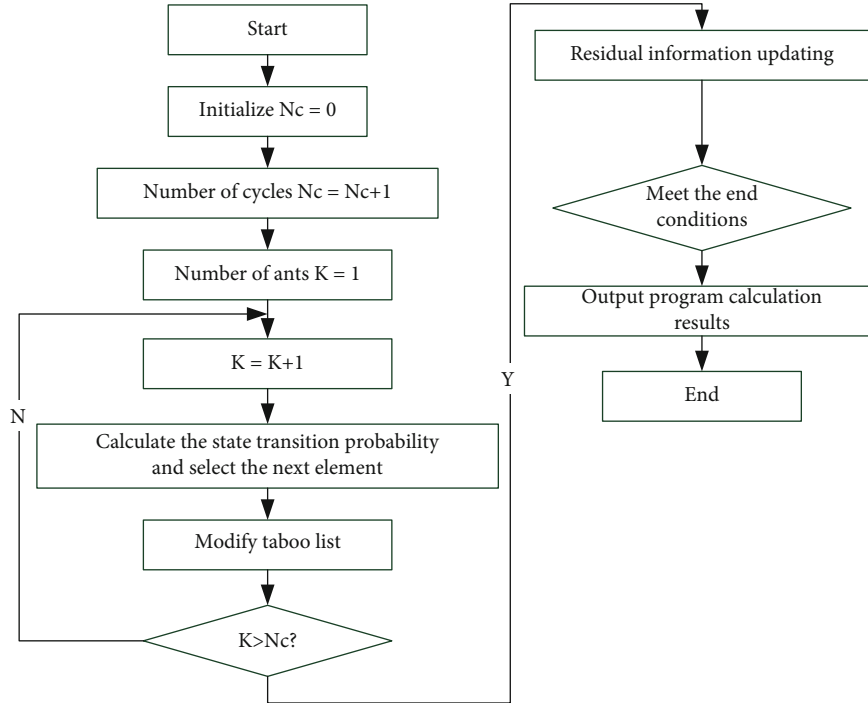 Start
Initialize Nc = 0
Number of cycles Nc = Nc+1
Number of ants K = 1
K = K+1
Calculate the state transition probability
and select the next element
Modify taboo list
K>Nc?
N
Y
Residual information updating
Meet the end
conditions
Output program calculation
results
End